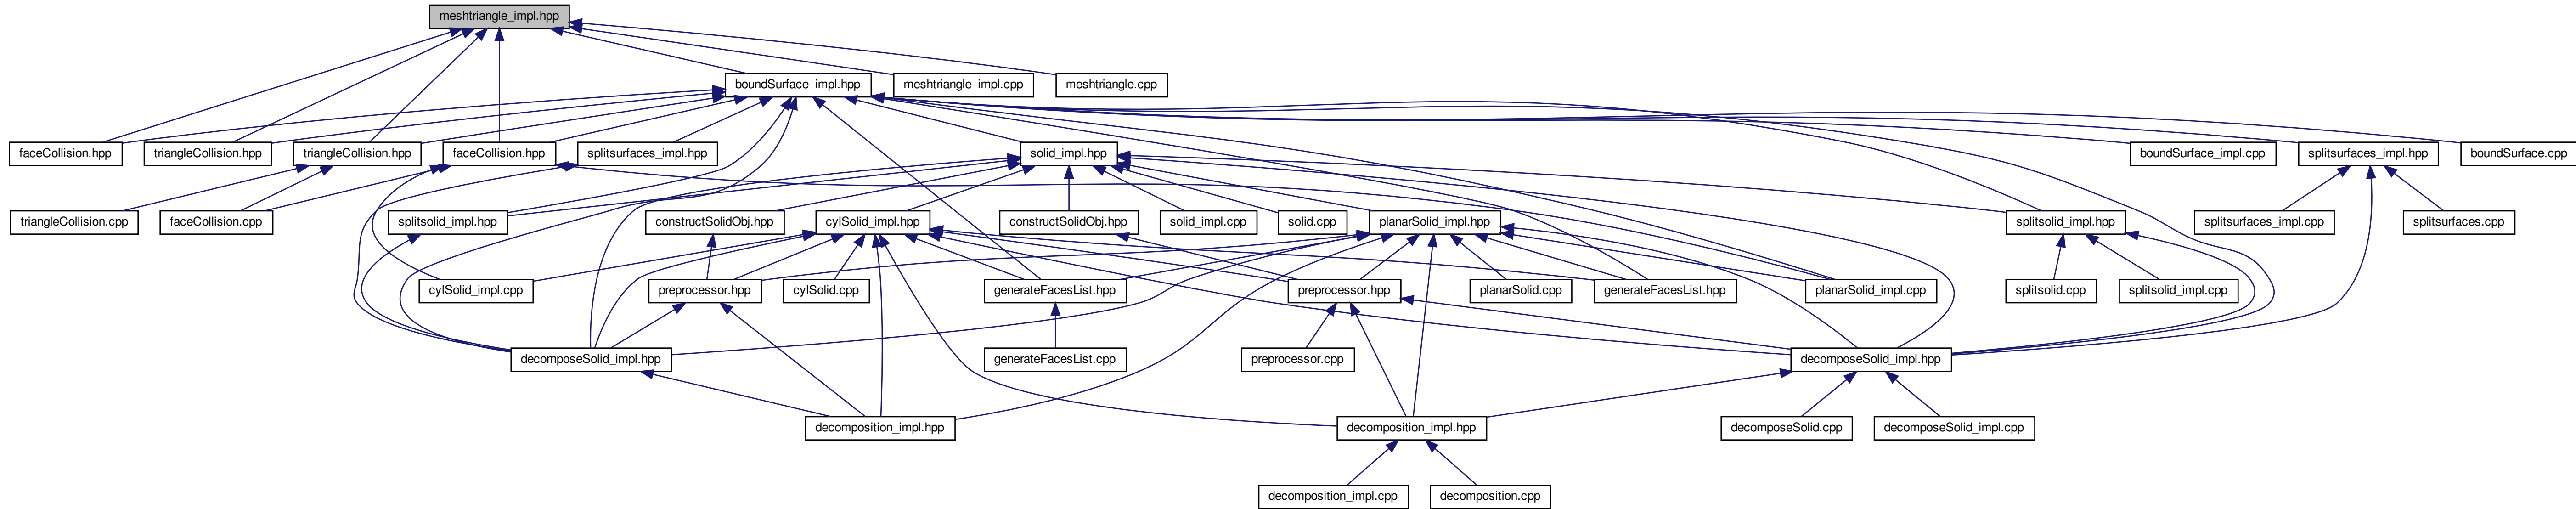 meshtriangle_impl.hpp
boundSurface_impl.hpp
meshtriangle_impl.cpp
meshtriangle.cpp
faceCollision.hpp
triangleCollision.hpp
triangleCollision.hpp
faceCollision.hpp
splitsurfaces_impl.hpp
solid_impl.hpp
boundSurface_impl.cpp
splitsurfaces_impl.hpp
boundSurface.cpp
triangleCollision.cpp
faceCollision.cpp
splitsolid_impl.hpp
constructSolidObj.hpp
cylSolid_impl.hpp
constructSolidObj.hpp
solid_impl.cpp
solid.cpp
planarSolid_impl.hpp
splitsolid_impl.hpp
splitsurfaces_impl.cpp
splitsurfaces.cpp
cylSolid_impl.cpp
preprocessor.hpp
cylSolid.cpp
generateFacesList.hpp
preprocessor.hpp
planarSolid.cpp
generateFacesList.hpp
planarSolid_impl.cpp
splitsolid.cpp
splitsolid_impl.cpp
decomposeSolid_impl.hpp
generateFacesList.cpp
preprocessor.cpp
decomposeSolid_impl.hpp
decomposition_impl.hpp
decomposition_impl.hpp
decomposeSolid.cpp
decomposeSolid_impl.cpp
decomposition_impl.cpp
decomposition.cpp